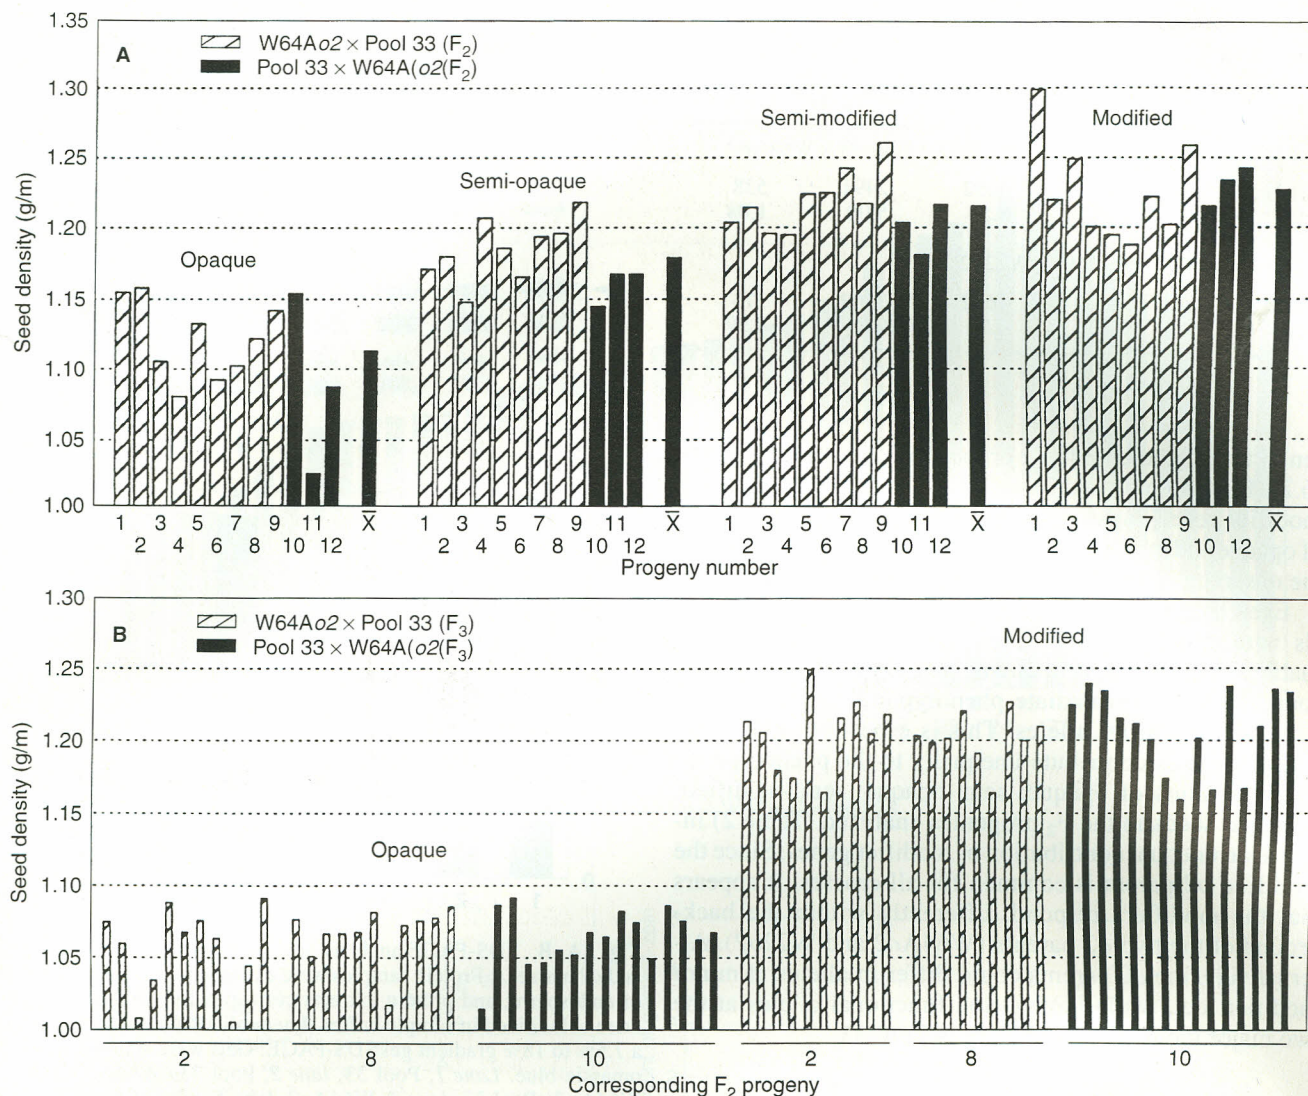 A
W64Ao2 × Pool 33 (F2)
Pool 33 × W64A(o2(F2)
Opaque
Semi-opaque
Semi-modified
Modified
Seed density (g/m)
1.35
1.30
1.25
1.20
1.15
1.10
1.05
1.00
1 3 5 7 9 11 X̅ 1 3 5 7 9 11 X̅ 1 3 5 7 9 11 X̅ 1 3 5 7 9 11 X̅
2 4 6 8 10 12 2 4 6 8 10 12 2 4 6 8 10 12 2 4 6 8 10 12
Progeny number
B
W64Ao2 × Pool 33 (F3)
Pool 33 × W64A(o2(F3)
Opaque
Modified
Seed density (g/m)
1.30
1.25
1.20
1.15
1.10
1.05
1.00
2 8 10 2 8 10
Corresponding F2 progeny